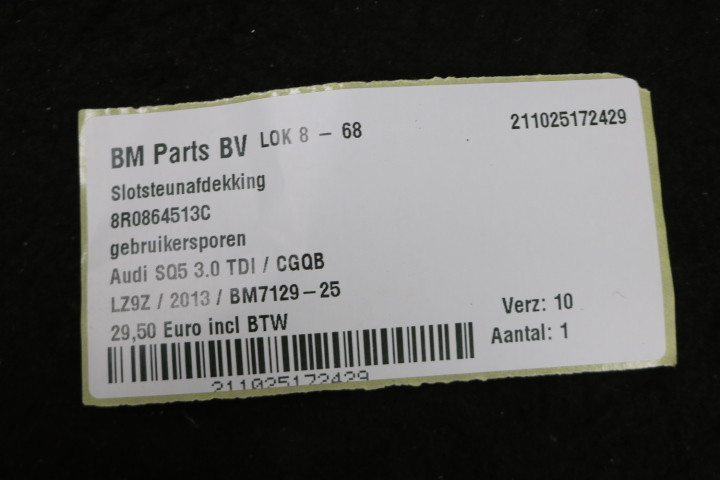 BM Parts BV LOK 8 - 68 211025172429
Slotsteunafdekking
8R0864513C
gebruikersporen
Audi SQ5 3.0 TDI / CGQB
LZ9Z / 2013 / BM7129-25
29,50 Euro incl BTW
Verz: 10
Aantal: 1
211025172429